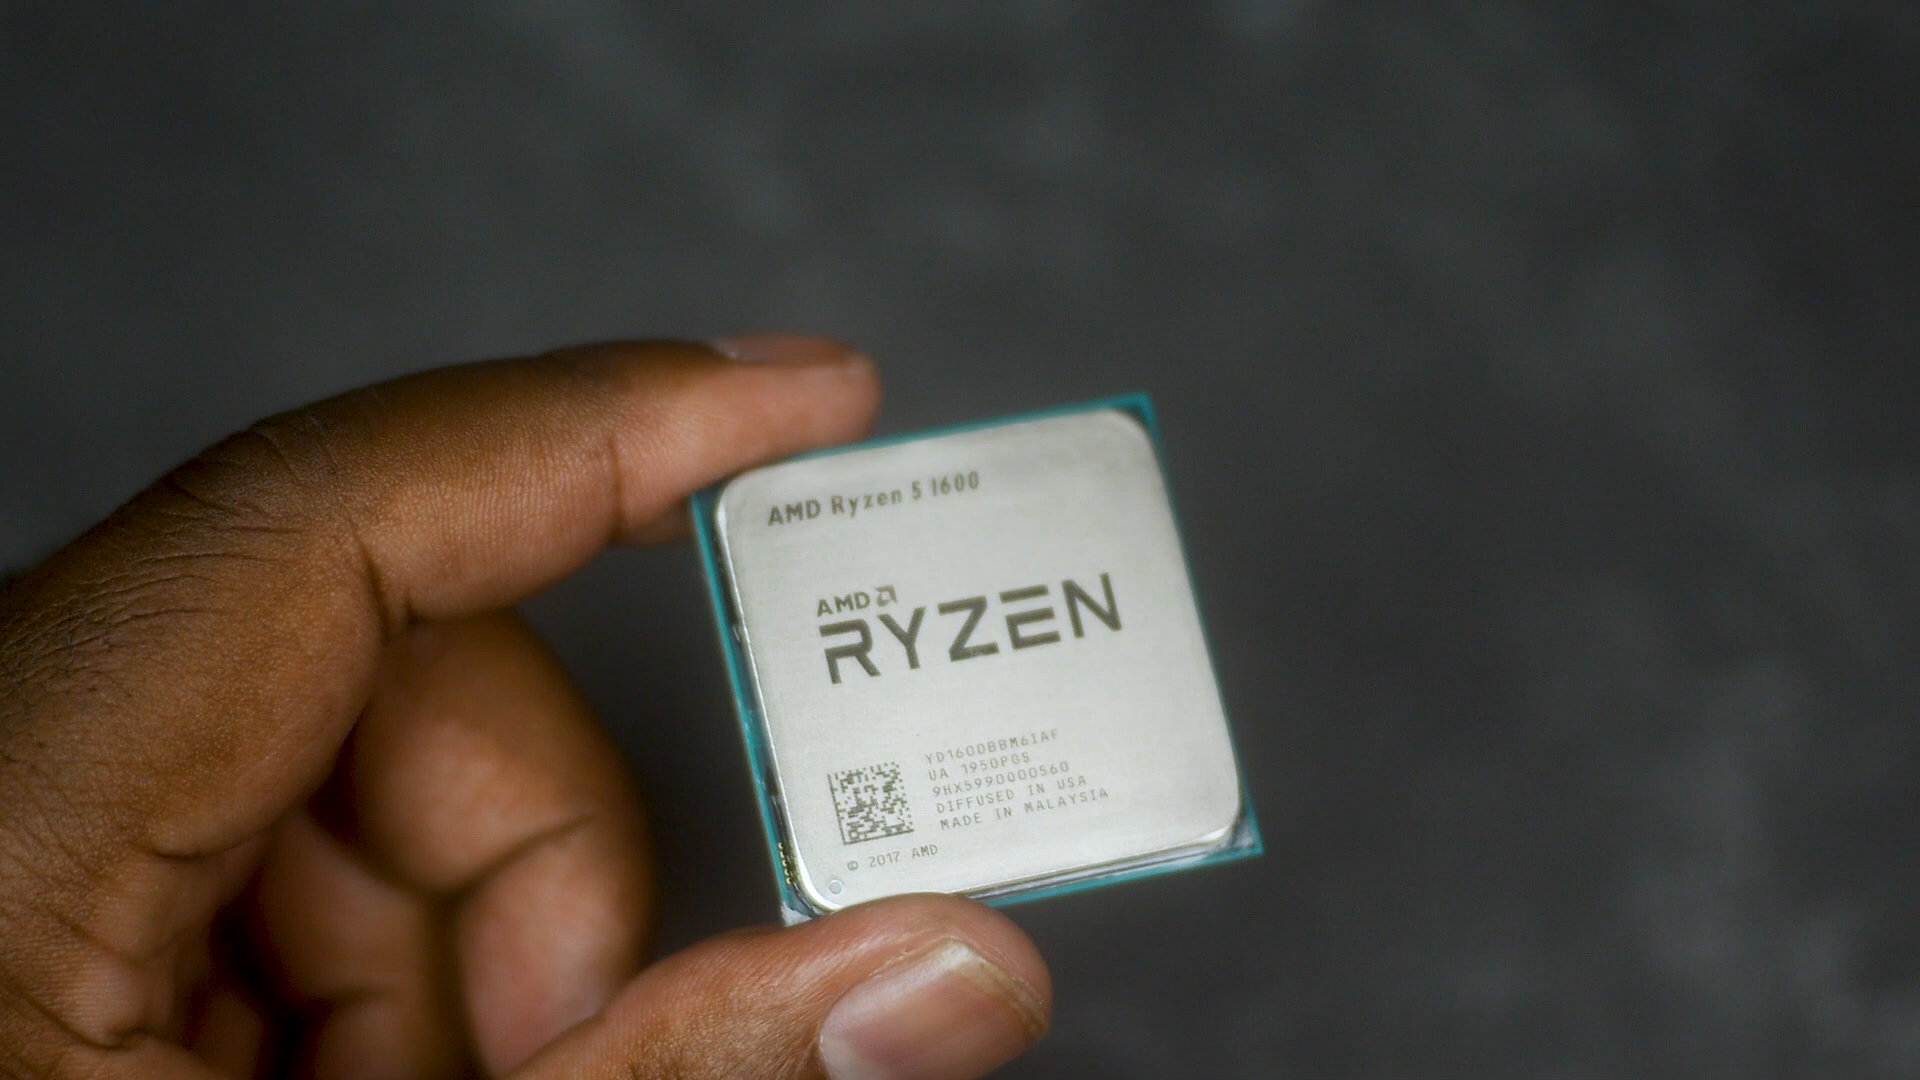 AMD Ryzen 5 1600
AMD
RYZEN
YD1600BBM6IAF
UA 1950PGS
9HX5990000560
DIFFUSED IN USA
MADE IN MALAYSIA
© 2017 AMD